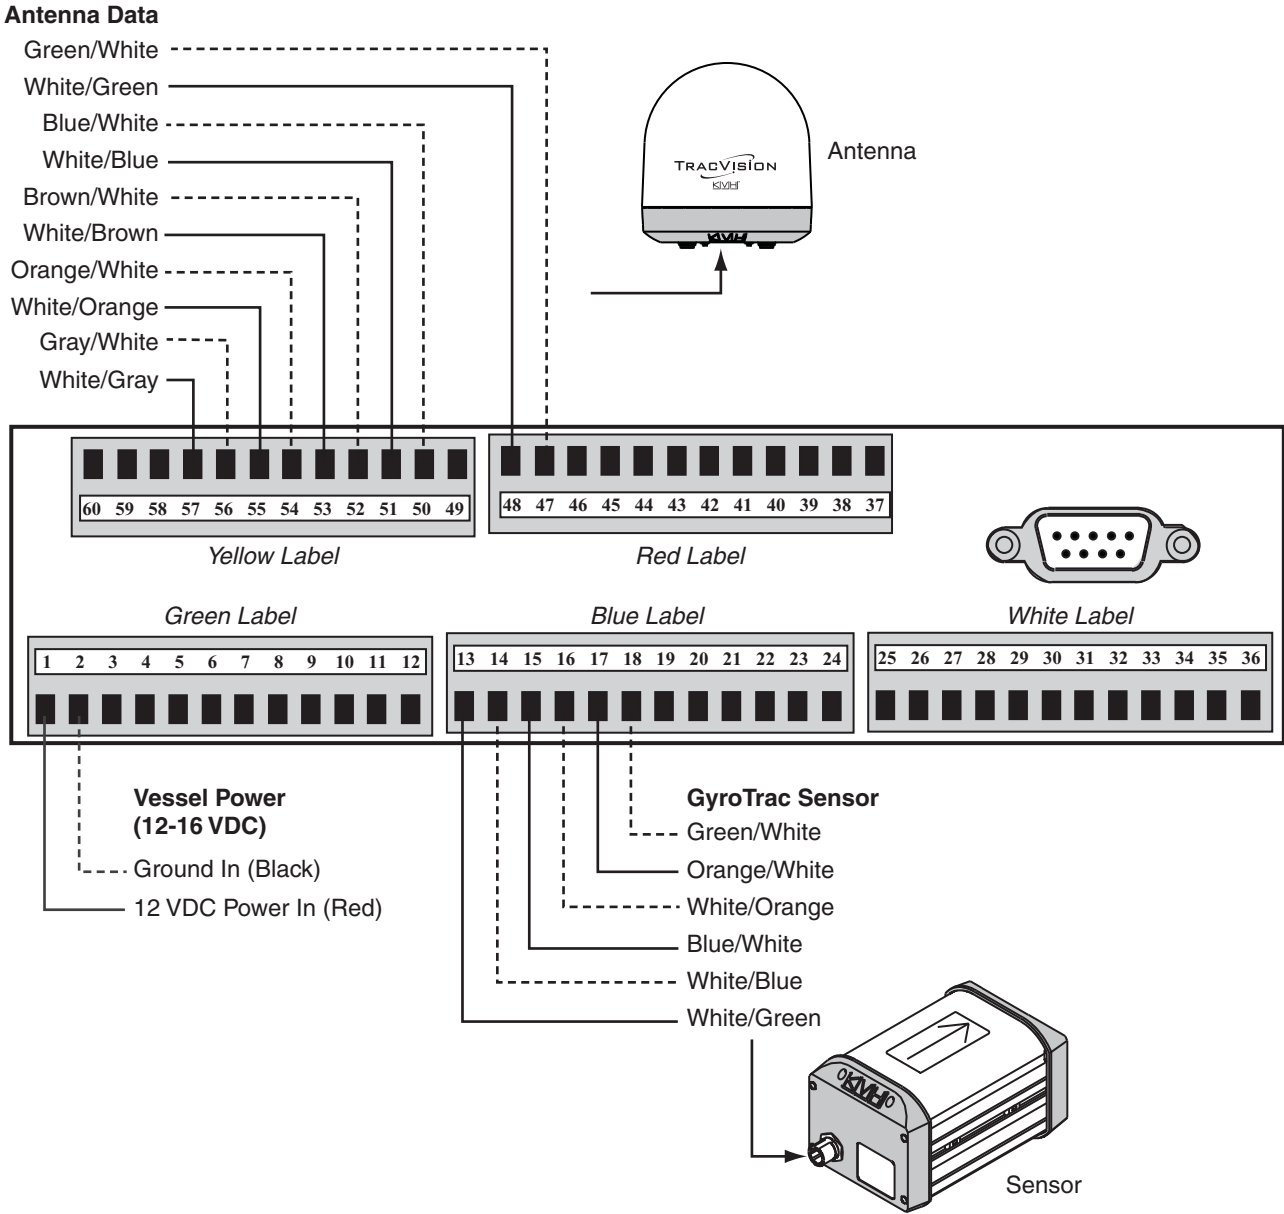 Antenna Data
Green/White
White/Green
Blue/White
White/Blue
Brown/White
White/Brown
Orange/White
White/Orange
Gray/White
White/Gray
TRACVISION
KVH
KVH
Antenna
60 59 58 57 56 55 54 53 52 51 50 49
48 47 46 45 44 43 42 41 40 39 38 37
Yellow Label
Red Label
Green Label
Blue Label
White Label
1 2 3 4 5 6 7 8 9 10 11 12
13 14 15 16 17 18 19 20 21 22 23 24
25 26 27 28 29 30 31 32 33 34 35 36
Vessel Power
(12-16 VDC)
Ground In (Black)
12 VDC Power In (Red)
GyroTrac Sensor
Green/White
Orange/White
White/Orange
Blue/White
White/Blue
White/Green
KVH
Sensor